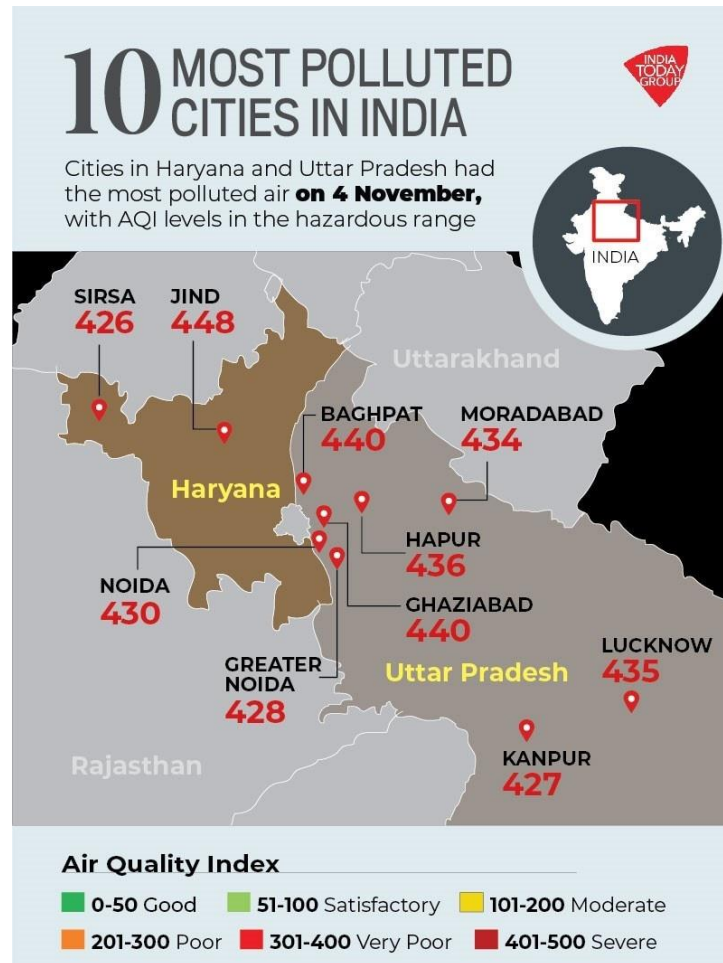 10 MOST POLLUTED
CITIES IN INDIA
INDIA
TODAY
GROUP
Cities in Haryana and Uttar Pradesh had
the most polluted air on 4 November,
with AQI levels in the hazardous range
INDIA
SIRSA
426
JIND
448
Uttarakhand
BAGHPAT
440
MORADABAD
434
Haryana
HAPUR
436
NOIDA
430
GHAZIABAD
440
GREATER
NOIDA
428
Uttar Pradesh
LUCKNOW
435
KANPUR
427
Rajasthan
Air Quality Index
0-50 Good
51-100 Satisfactory
101-200 Moderate
201-300 Poor
301-400 Very Poor
401-500 Severe